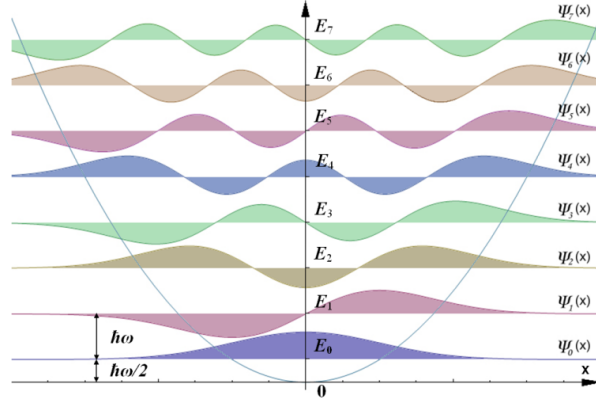 E₇ Ψ₇(x)
E₆ Ψ₆(x)
E₅ Ψ₅(x)
E₄ Ψ₄(x)
E₃ Ψ₃(x)
E₂ Ψ₂(x)
E₁ Ψ₁(x)
ħω
E₀ Ψ₀(x)
ħω/2 x
0